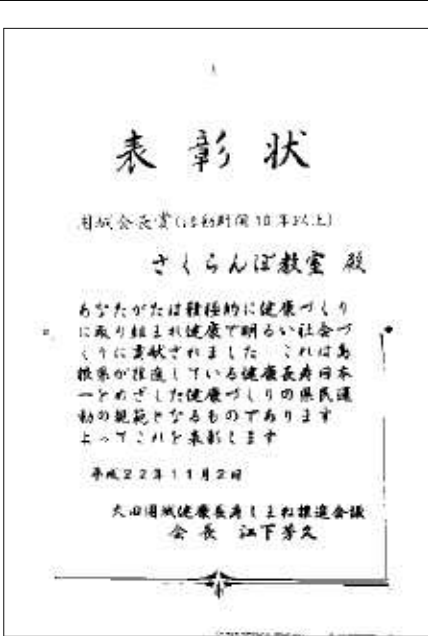 表彰状
圏域会長賞(活動期間10年以上)
さくらんぼ教室 殿
あなたがたは積極的に健康づくり
に取り組まれ健康で明るい社会づ
くりに貢献されました これは島
根県が推進している健康長寿日本
一をめざした健康づくりの県民運
動の規範となるものであります
よってこれを表彰します
平成22年11月2日
大田圏域健康長寿しまね推進会議
会長 江下芳久